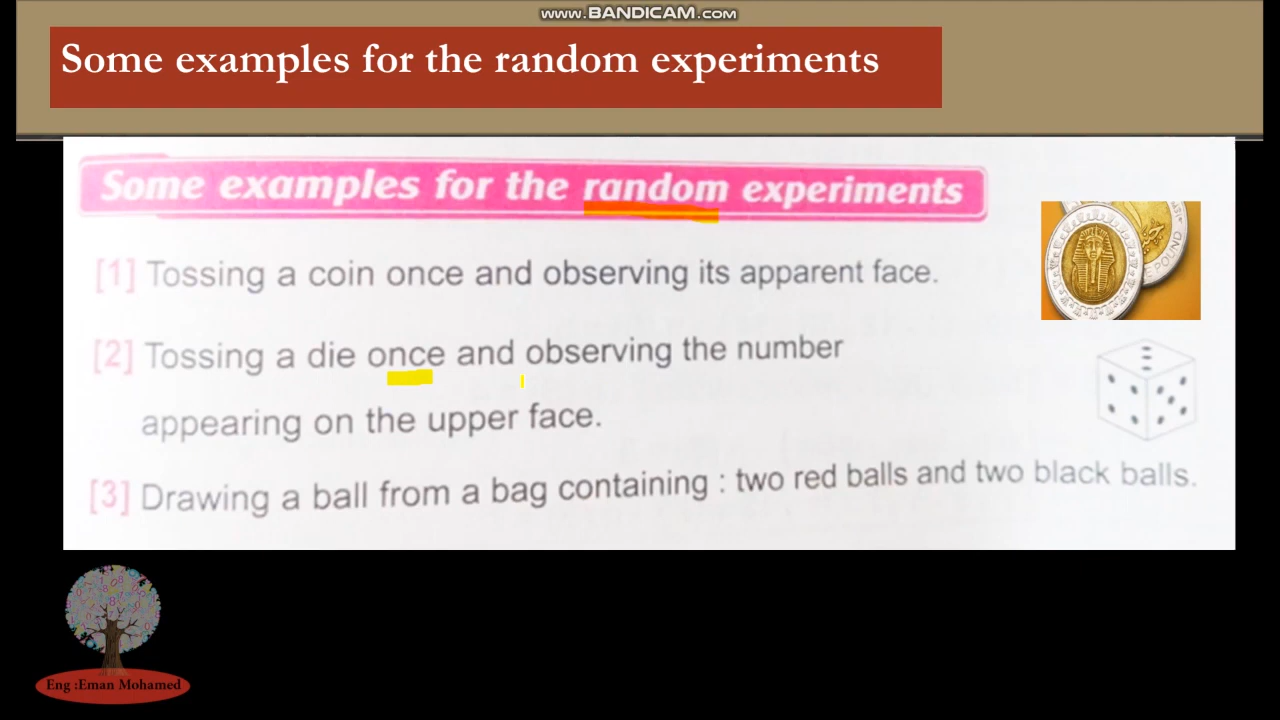 www.BANDICAM.com
Some examples for the random experiments
Some examples for the random experiments
[1] Tossing a coin once and observing its apparent face.
[2] Tossing a die once and observing the number
appearing on the upper face.
[3] Drawing a ball from a bag containing : two red balls and two black balls.
POUND
Eng :Eman Mohamed